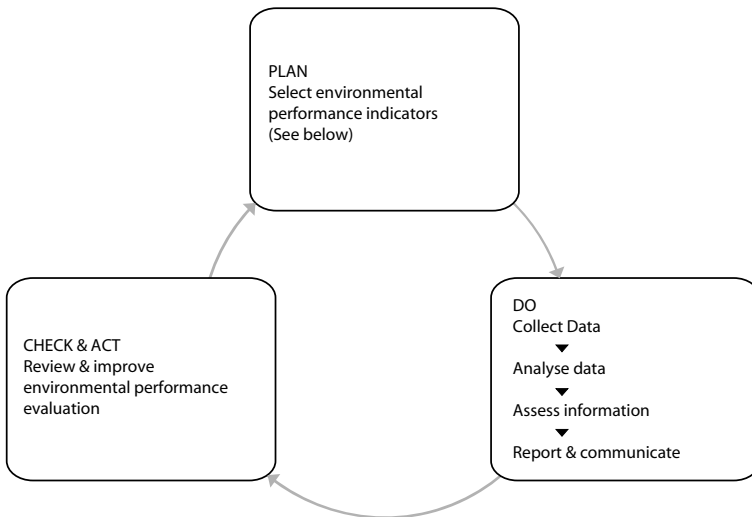 PLAN
Select environmental
performance indicators
(See below)
DO
Collect Data
Analyse data
Assess information
Report & communicate
CHECK & ACT
Review & improve
environmental performance
evaluation